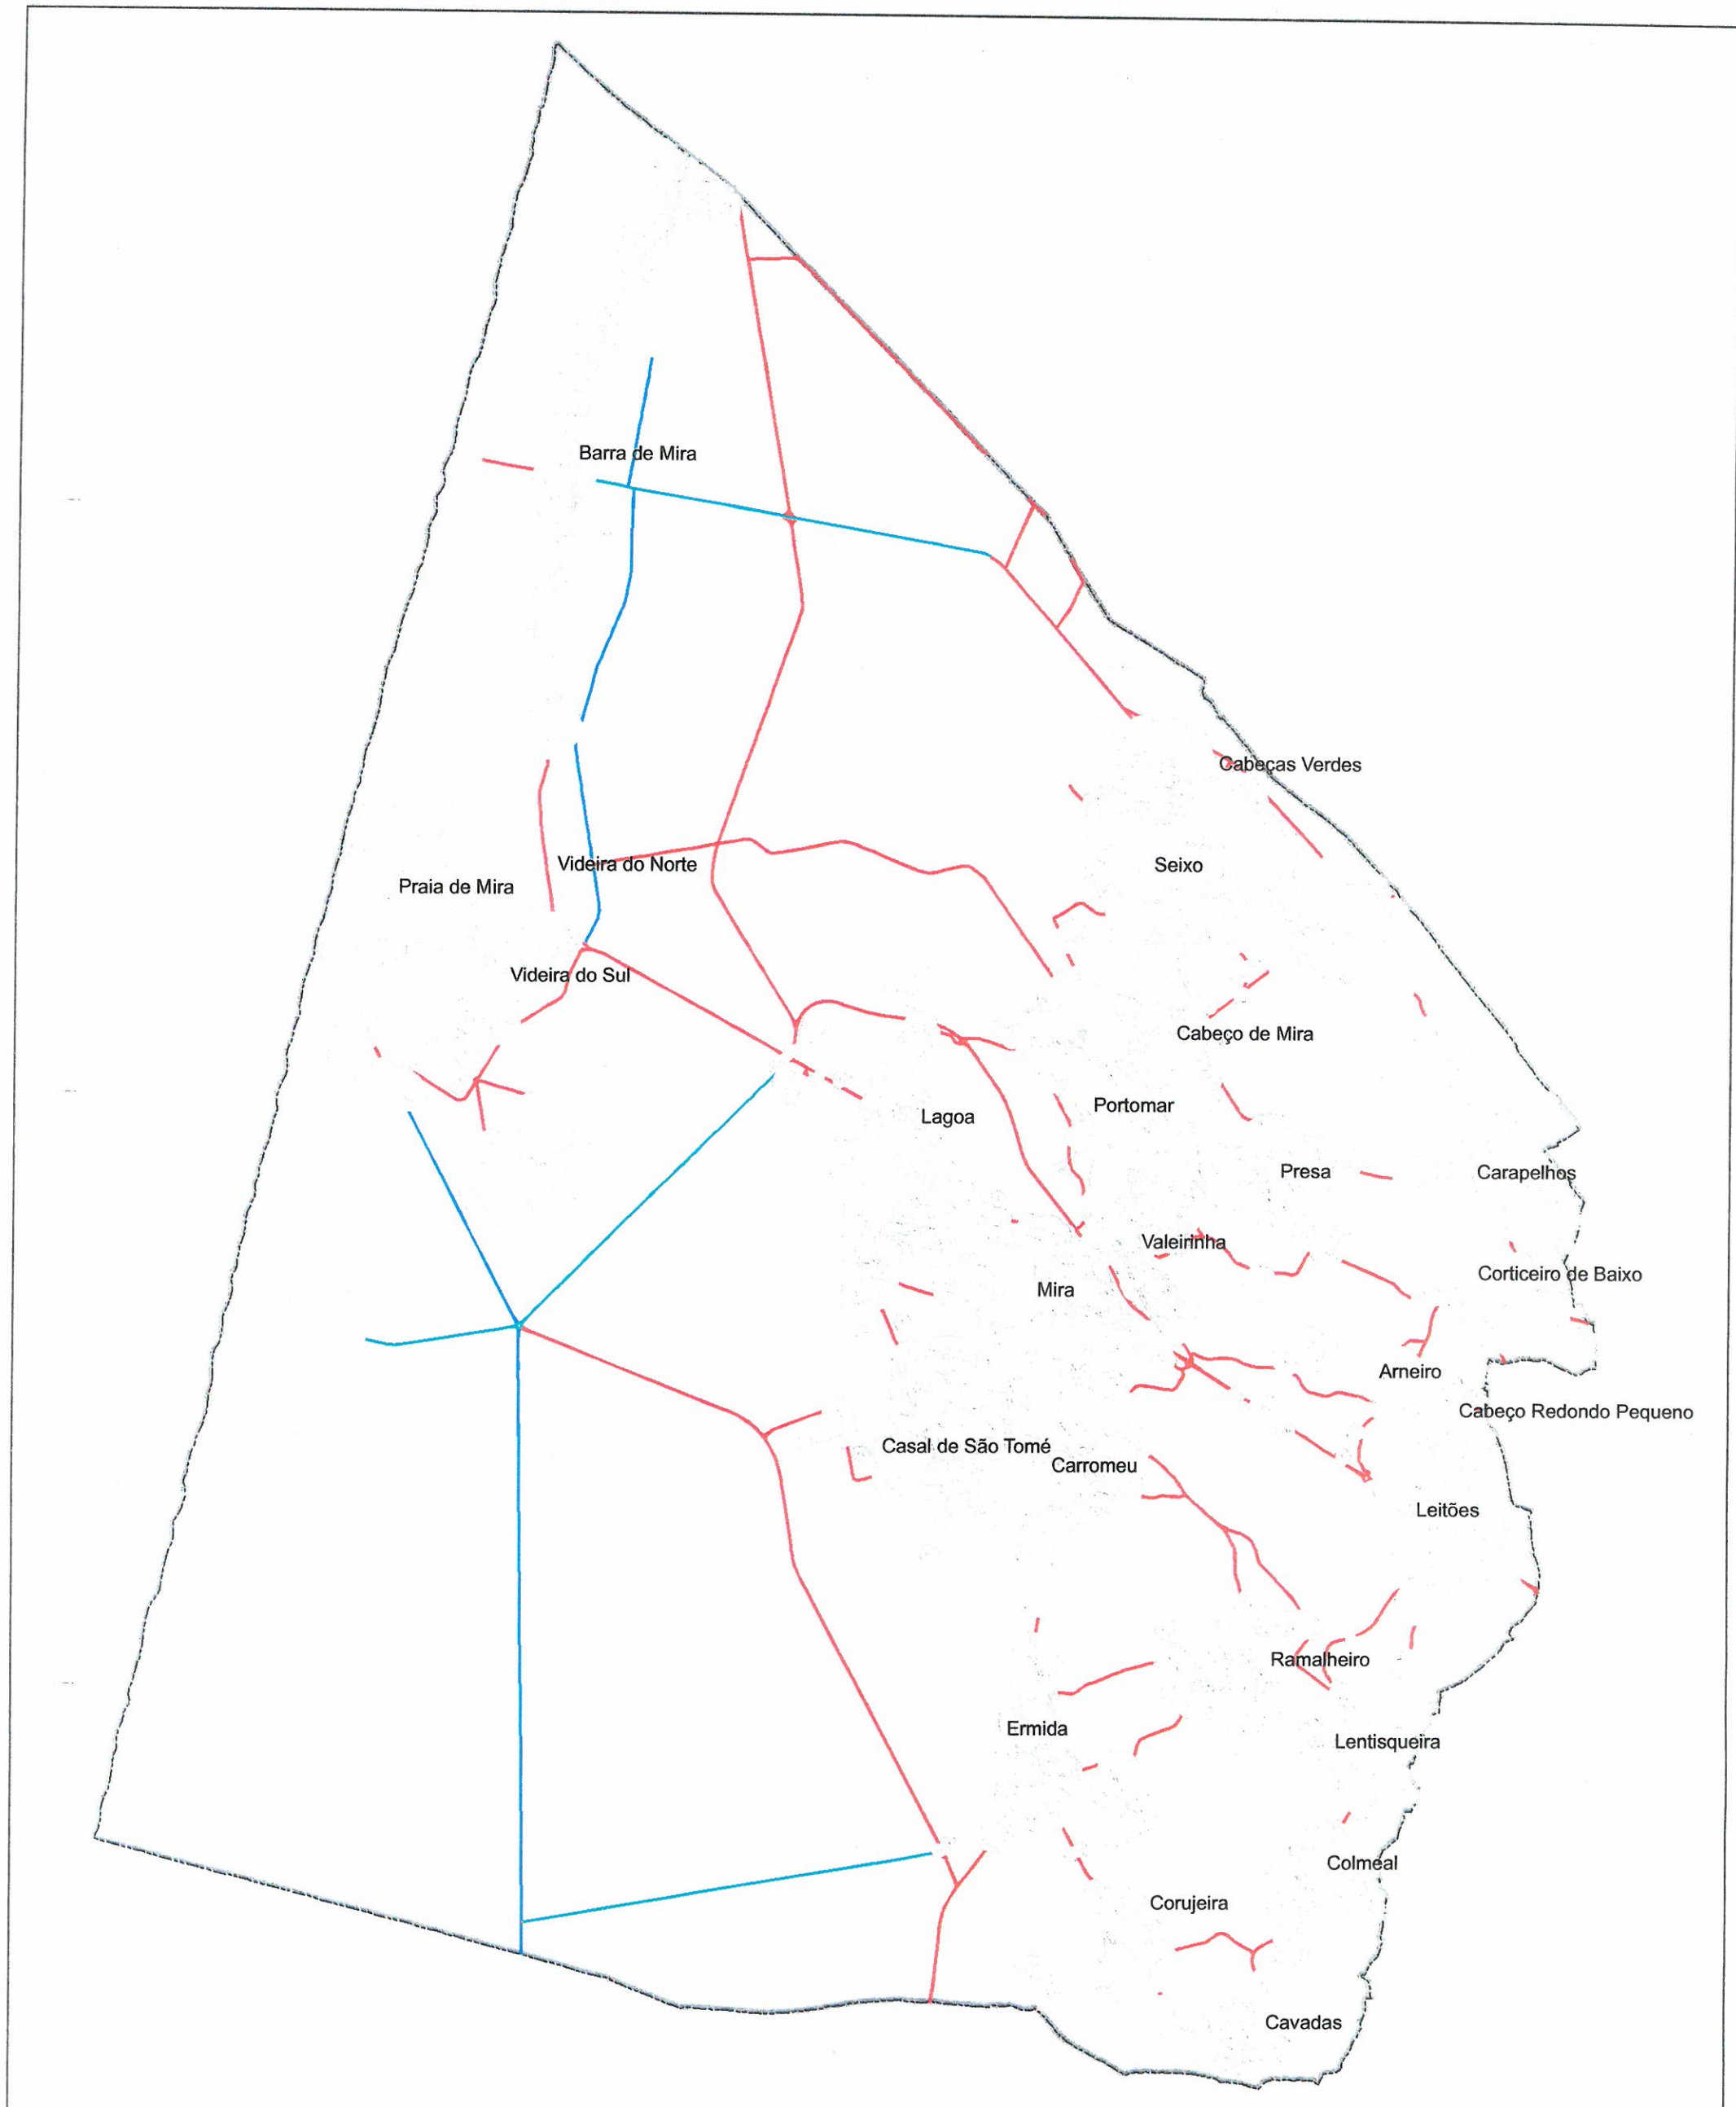 Barra de Mira
Cabeças Verdes
Videira do Norte
Seixo
Praia de Mira
Videira do Sul
Cabeço de Mira
Portomar
Lagoa
Presa
Carapelhos
Valeirinha
Corticeiro de Baixo
Mira
Arneiro
Cabeço Redondo Pequeno
Casal de São Tomé
Carromeu
Leitões
Ramalheiro
Ermida
Lentisqueira
Colmeal
Corujeira
Cavadas